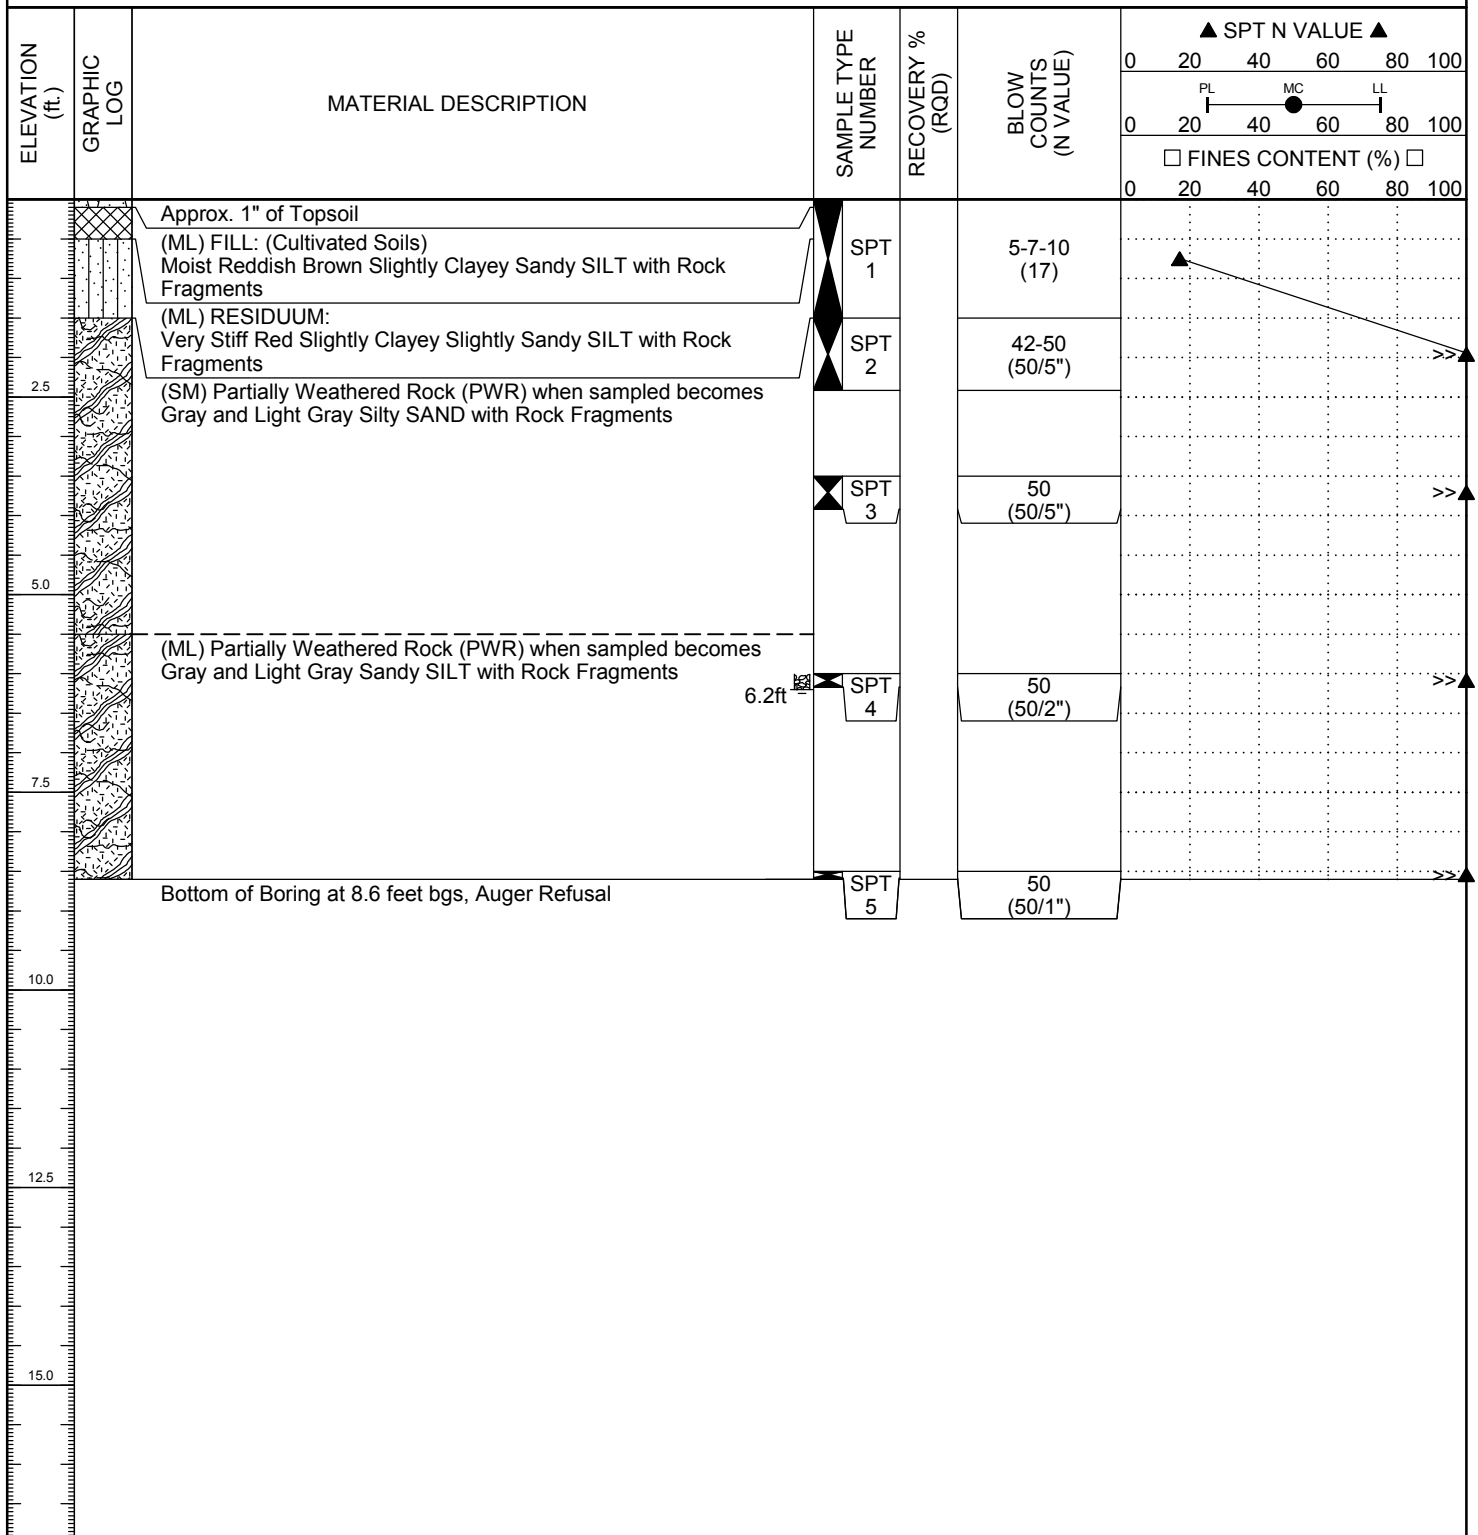 ELEVATION
(ft.)
GRAPHIC
LOG
MATERIAL DESCRIPTION
SAMPLE TYPE
NUMBER
RECOVERY %
(RQD)
BLOW
COUNTS
(N VALUE)
▲ SPT N VALUE ▲
0 20 40 60 80 100
PL MC LL
0 20 40 60 80 100
□ FINES CONTENT (%) □
0 20 40 60 80 100
Approx. 1" of Topsoil
(ML) FILL: (Cultivated Soils)
Moist Reddish Brown Slightly Clayey Sandy SILT with Rock
Fragments
SPT
1
5-7-10
(17)
(ML) RESIDUUM:
Very Stiff Red Slightly Clayey Slightly Sandy SILT with Rock
Fragments
SPT
2
42-50
(50/5")
>>
2.5
(SM) Partially Weathered Rock (PWR) when sampled becomes
Gray and Light Gray Silty SAND with Rock Fragments
SPT
3
50
(50/5")
>>
5.0
(ML) Partially Weathered Rock (PWR) when sampled becomes
Gray and Light Gray Sandy SILT with Rock Fragments
6.2ft
SPT
4
50
(50/2")
>>
7.5
Bottom of Boring at 8.6 feet bgs, Auger Refusal
SPT
5
50
(50/1")
>>
10.0
12.5
15.0